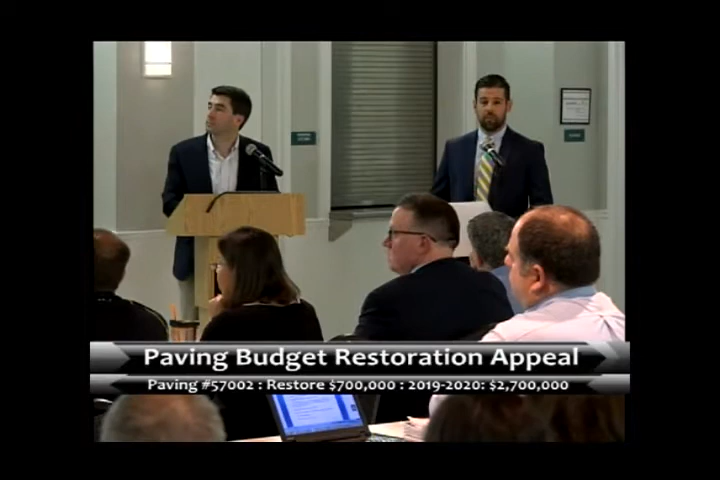 Paving Budget Restoration Appeal
Paving #57002 : Restore $700,000 : 2019-2020: $2,700,000